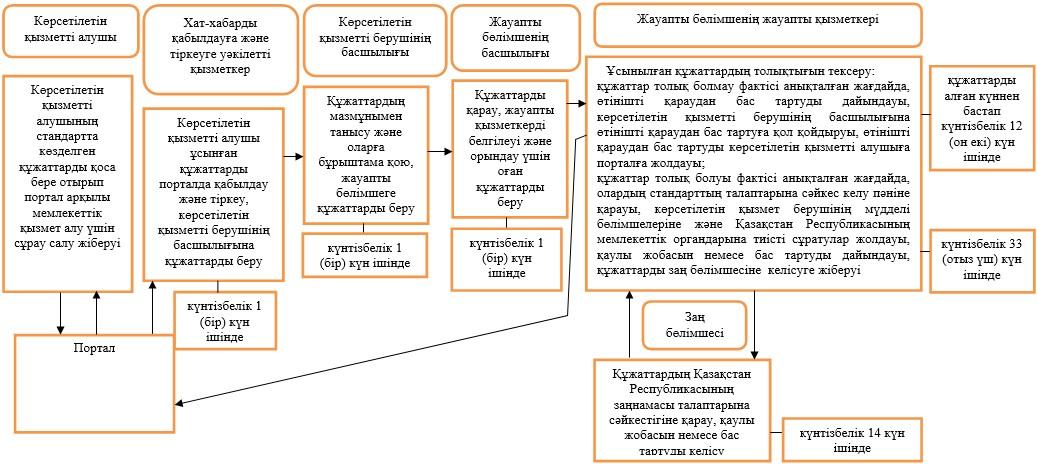 Көрсетілетін
қызметті алушы
Хат-хабарды
қабылдауға және
тіркеуге уәкілетті
қызметкер
Көрсетілетін
қызметті берушінің
басшылығы
Жауапты
бөлімшенің
басшылығы
Жауапты бөлімшенің жауапты қызметкері
Көрсетілетін
қызметті
алушының
стандартта
көзделген
құжаттарды қоса
бере отырып
портал арқылы
мемлекеттік
қызмет алу үшін
сұрау салу жіберуі
Көрсетілетін
қызметті алушы
ұсынған
құжаттарды
порталда қабылдау
және тіркеу,
көрсетілетін
қызметті берушінің
басшылығына
құжаттарды беру
күнтізбелік 1
(бір) күн
ішінде
Құжаттардың
мазмұнымен
танысу және
оларға
бұрыштама қою,
жауапты
бөлімшеге
құжаттарды беру
күнтізбелік 1
(бір) күн ішінде
Құжаттарды
қарау, жауапты
қызметкерді
белгілеуі және
орындау үшін
оған
құжаттарды
беру
күнтізбелік 1
(бір) күн
ішінде
Ұсынылған құжаттардың толықтығын тексеру:
құжаттар толық болмау фактісі анықталған жағдайда,
өтінішті қараудан бас тартуды дайындауы,
көрсетілетін қызметті берушінің басшылығына
өтінішті қараудан бас тартуға қол қойдыруы, өтінішті
қараудан бас тартуды көрсетілетін қызметті алушыға
порталға жолдауы;
құжаттар толық болуы фактісі анықталған жағдайда,
олардың стандарттың талаптарына сәйкес келу пәніне
қарауы, көрсетілетін қызмет берушінің мүдделі
бөлімшелеріне және Қазақстан Республикасының
мемлекеттік органдарына тиісті сұратулар жолдауы,
қаулы жобасын немесе бас тартуды дайындауы,
құжаттарды заң бөлімшесіне келісуге жіберуі
құжаттарды
алған күннен
бастап
күнтізбелік 12
(он екі) күн
ішінде
күнтізбелік 33
(отыз үш) күн
ішінде
Портал
Заң
бөлімшесі
Құжаттардың Қазақстан
Республикасының
заңнамасы талаптарына
сәйкестігіне қарау, қаулы
жобасын немесе бас
тартуды келісу
күнтізбелік 14 күн
ішінде